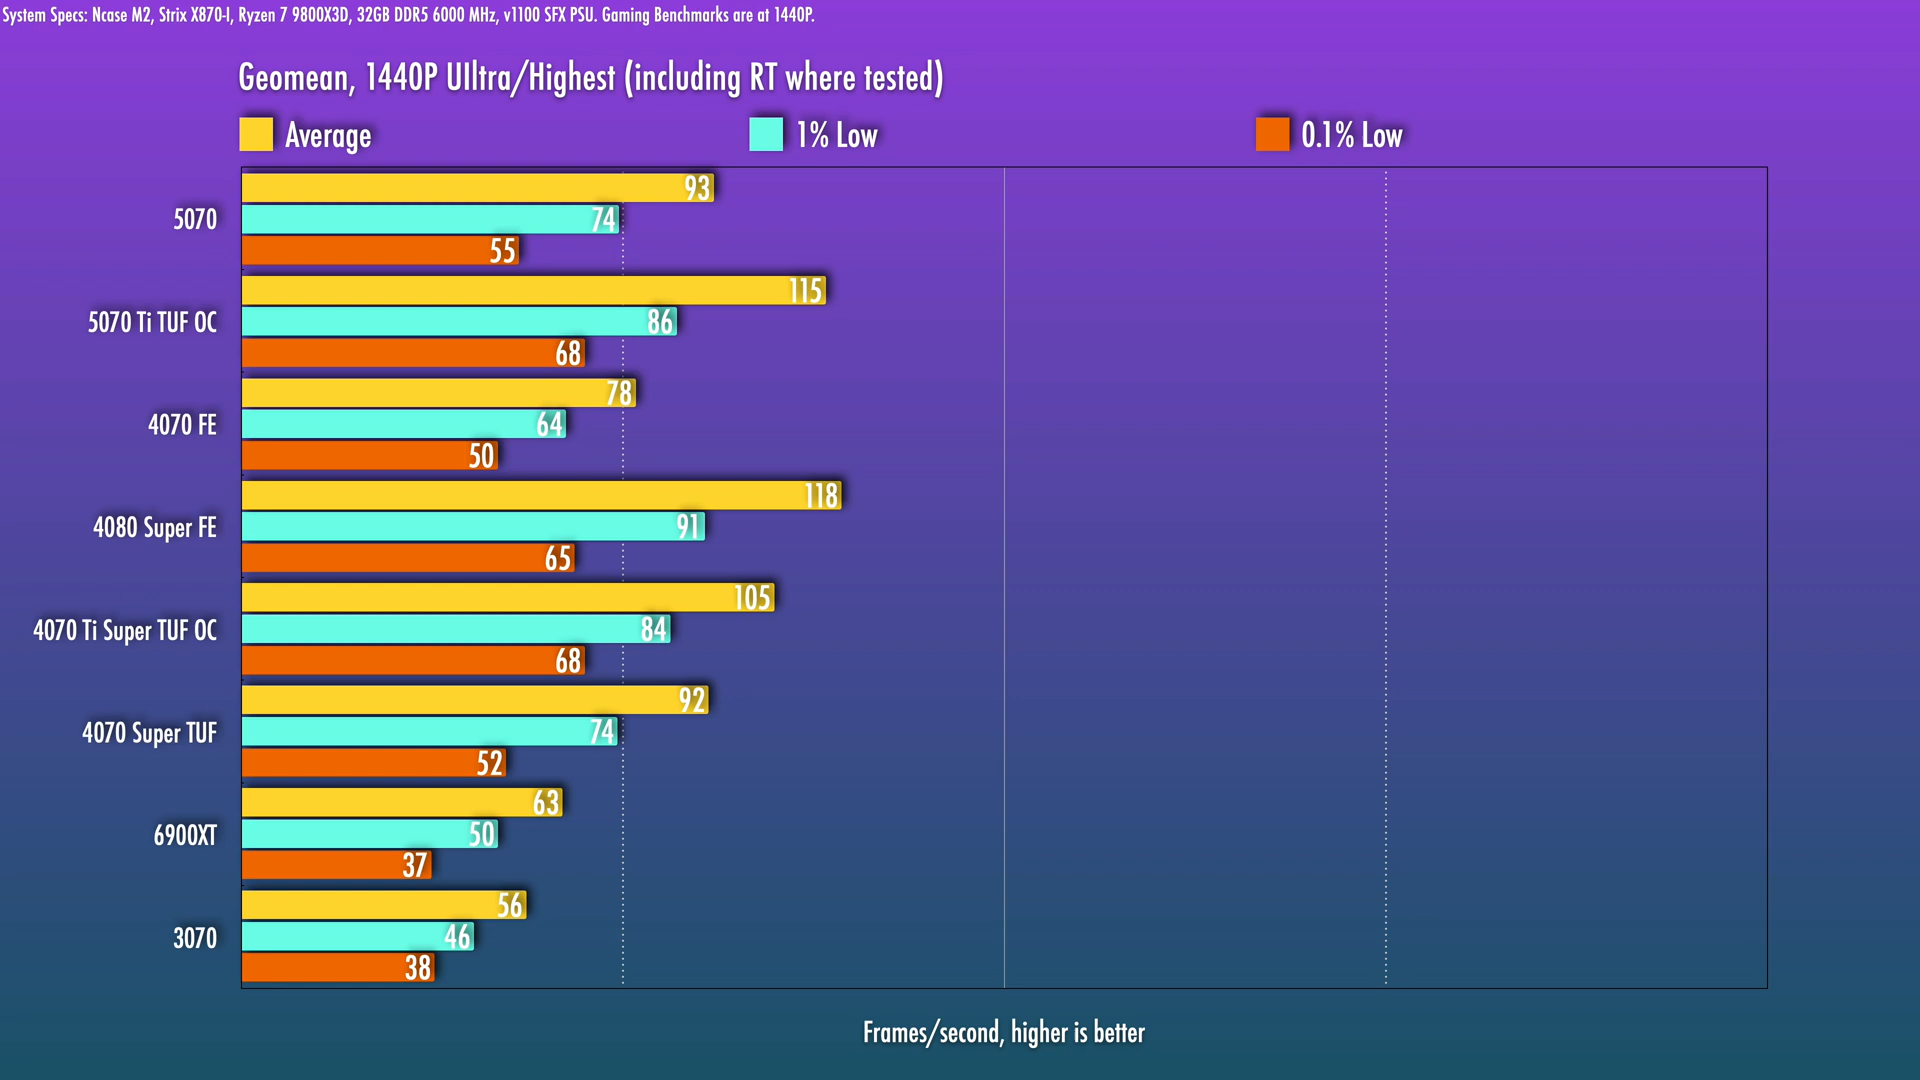 System Specs: Ncase M2, Strix X870-I, Ryzen 7 9800X3D, 32GB DDR5 6000 MHz, v1100 SFX PSU. Gaming Benchmarks are at 1440P.
Geomean, 1440P Ulltra/Highest (including RT where tested)
Average 1% Low 0.1% Low
93
5070 74
55
115
5070 Ti TUF OC 86
68
78
4070 FE 64
50
118
4080 Super FE 91
65
105
4070 Ti Super TUF OC 84
68
92
4070 Super TUF 74
52
63
6900XT 50
37
56
3070 46
38
Frames/second, higher is better